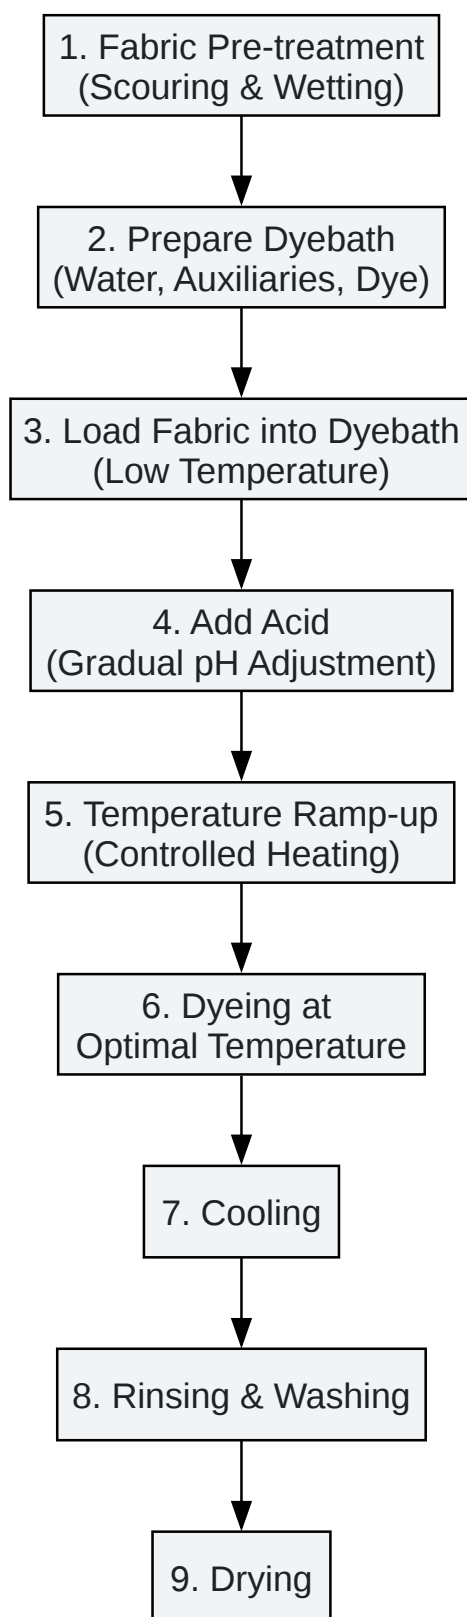 1. Fabric Pre-treatment
(Scouring & Wetting)
2. Prepare Dyebath
(Water, Auxiliaries, Dye)
3. Load Fabric into Dyebath
(Low Temperature)
4. Add Acid
(Gradual pH Adjustment)
5. Temperature Ramp-up
(Controlled Heating)
6. Dyeing at
Optimal Temperature
7. Cooling
8. Rinsing & Washing
9. Drying